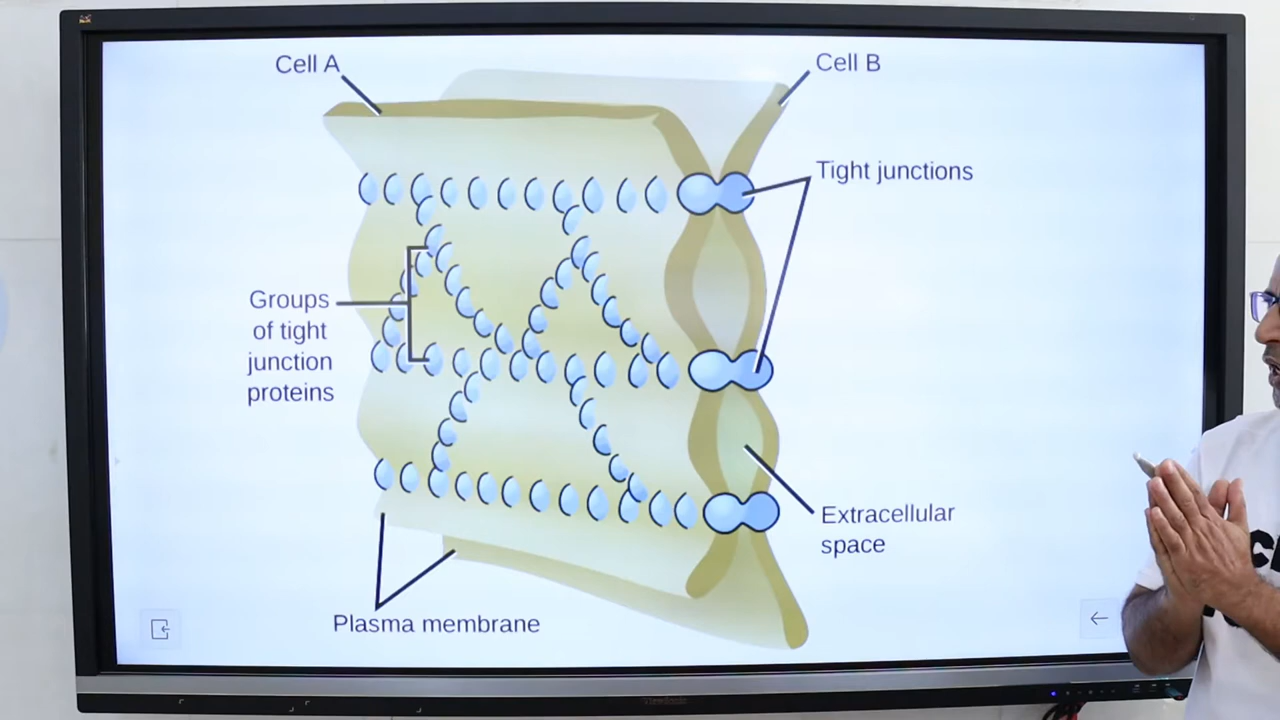 Cell A
Cell B
Tight junctions
Groups
of tight
junction
proteins
Extracellular
space
Plasma membrane